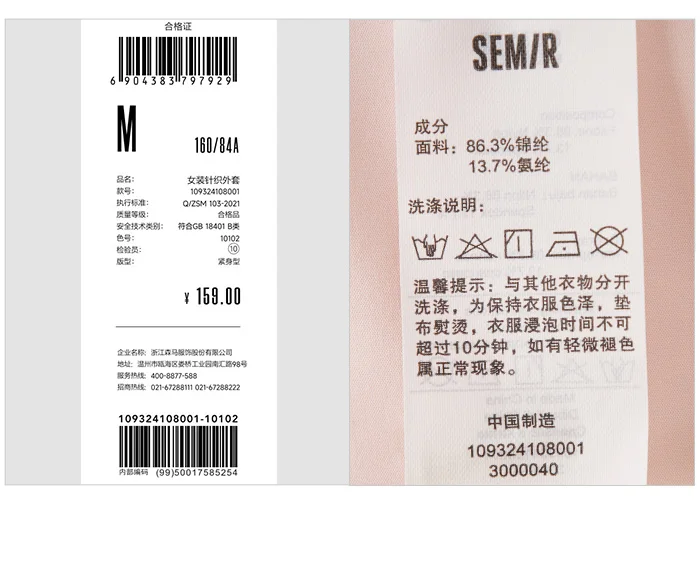 合格证
6 904383 797929
M
160/84A
品名: 女装针织外套
款号: 109324108001
执行标准: Q/ZSM 103-2021
质量等级: 合格品
安全技术类别: 符合GB 18401 B类
色号: 10102
检验员: ⑩
版型: 紧身型
¥ 159.00
企业名称: 浙江森马服饰股份有限公司
地址: 温州市瓯海区娄桥工业园南汇路98号
服务热线: 400-8877-588
招商热线: 021-67288111 021-67288222
109324108001-10102
内部编码 (99)50017585254
SEM/R
成分
面料: 86.3%锦纶
13.7%氨纶
洗涤说明:
温馨提示: 与其他衣物分开
洗涤, 为保持衣服色泽, 垫
布熨烫, 衣服浸泡时间不可
超过10分钟, 如有轻微褪色
属正常现象。
中国制造
109324108001
3000040